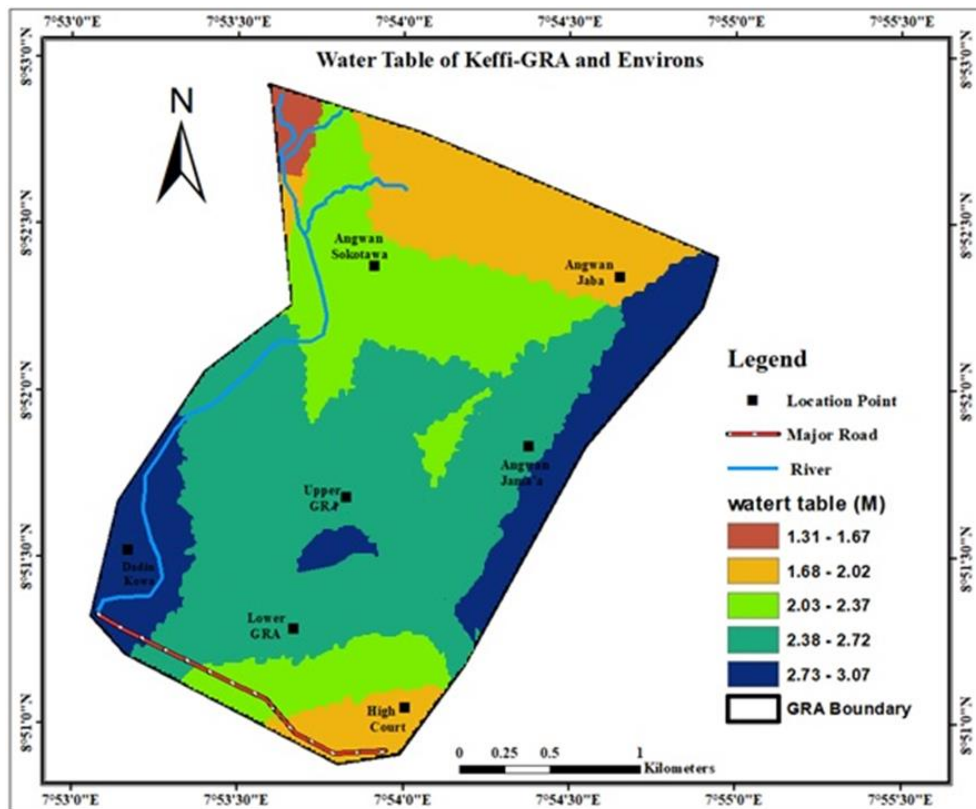 7°53'0"E
7°53'30"E
7°54'0"E
7°54'30"E
7°55'0"E
7°55'30"E
Water Table of Keffi-GRA and Environs
N
8°53'0"N
8°53'0"N
8°52'30"N
8°52'30"N
Angwan
Sokotawa
Angwan
Jaba
8°52'0"N
8°52'0"N
Legend
Location Point
Major Road
River
Angwan
Jama'a
Upper
GRA
watert table (M)
1.31 - 1.67
8°51'30"N
8°51'30"N
Dadin
Kowa
1.68 - 2.02
2.03 - 2.37
Lower
GRA
2.38 - 2.72
2.73 - 3.07
High
Court
GRA Boundary
8°51'0"N
8°51'0"N
0 0.25 0.5 1
Kilometers
7°53'0"E
7°53'30"E
7°54'0"E
7°54'30"E
7°55'0"E
7°55'30"E